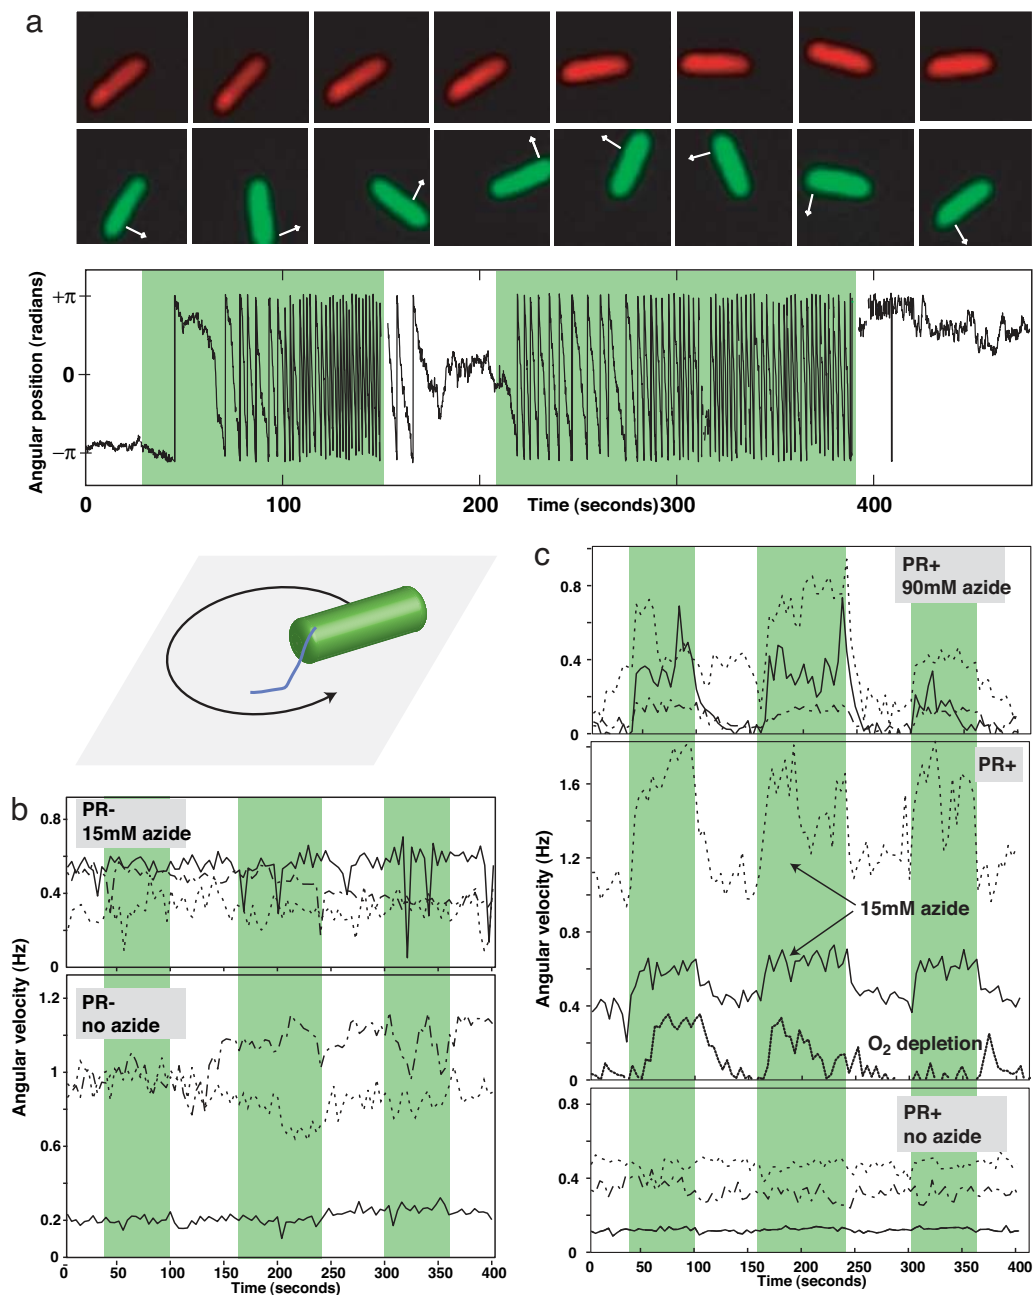 a
Angular position (radians)
+π
0
−π
0
100
200
Time (seconds)
300
400
b
PR-
15mM azide
0.8
0.4
0
Angular velocity (Hz)
PR-
no azide
1.2
1
0.6
0.2
0
0
50
100
150
200
250
300
350
400
Time (seconds)
c
PR+
90mM azide
0.8
0.4
0
PR+
1.6
1.2
0.8
0.4
0
Angular velocity (Hz)
15mM azide
O2 depletion
PR+
no azide
0.8
0.4
0
0
50
100
150
200
250
300
350
400
Time (seconds)